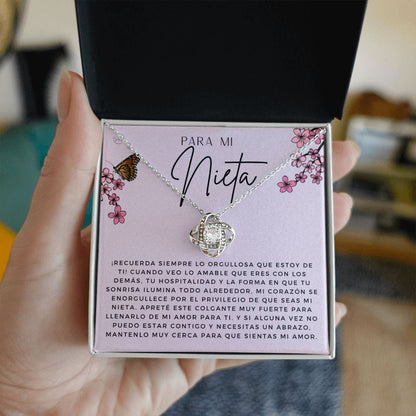 PARA MI
Nieta
¡RECUERDA SIEMPRE LO ORGULLOSA QUE ESTOY DE
TI! CUANDO VEO LO AMABLE QUE ERES CON LOS
DEMÁS, TU HOSPITALIDAD Y LA FORMA EN QUE TU
SONRISA ILUMINA TODO ALREDEDOR, MI CORAZÓN SE
ENORGULLECE POR EL PRIVILEGIO DE QUE SEAS MI
NIETA. APRETÉ ESTE COLGANTE MUY FUERTE PARA
LLENARLO DE MI AMOR PARA TI. Y SI ALGUNA VEZ NO
PUEDO ESTAR CONTIGO Y NECESITAS UN ABRAZO,
MANTENLO MUY CERCA PARA QUE SIENTAS MI AMOR.